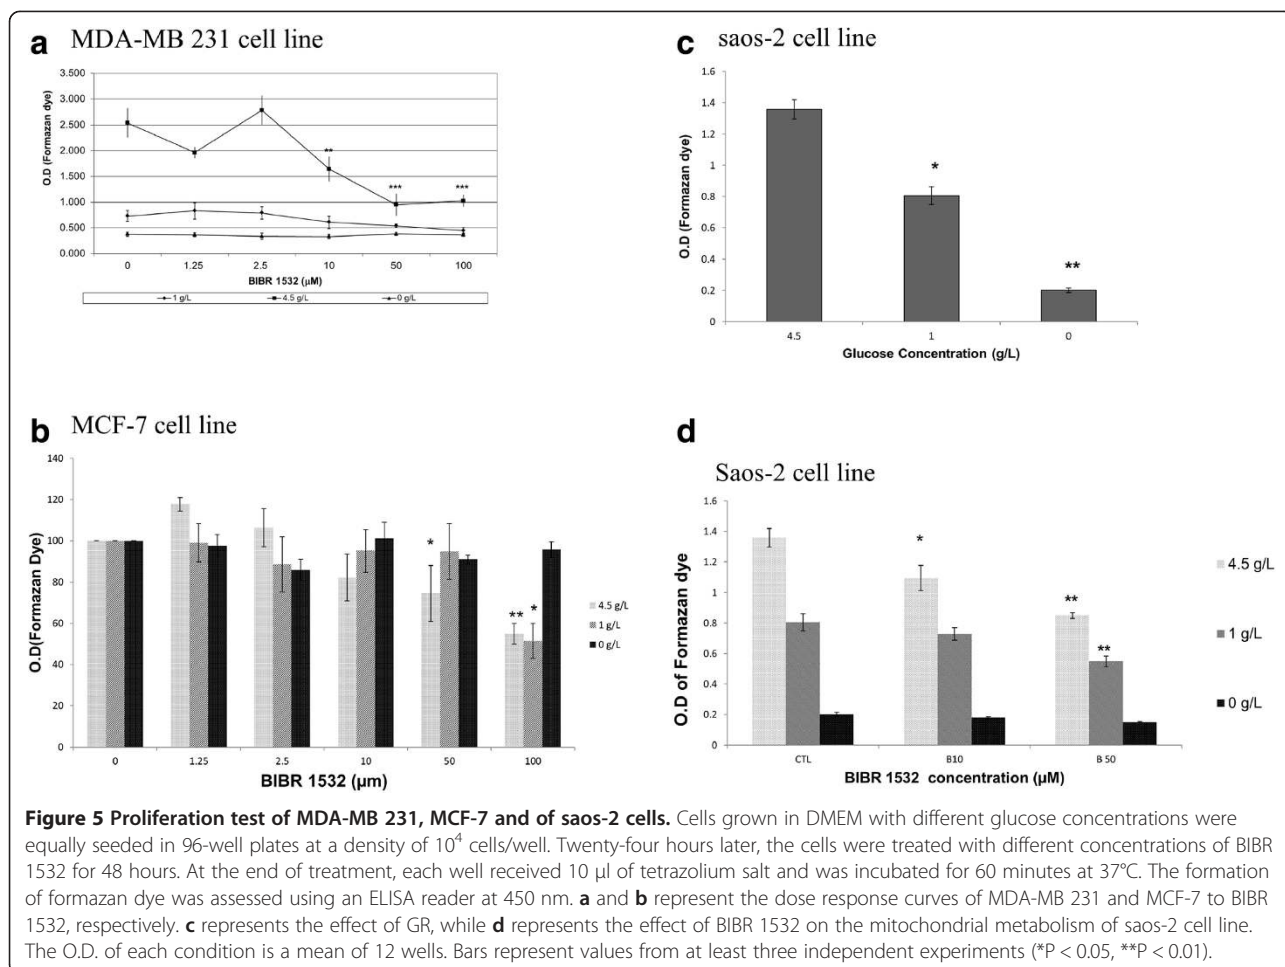 a MDA-MB 231 cell line
3.500
3.000
2.500
2.000
1.500
1.000
0.500
0.000
O.D (Formazan dye)
**
***
***
0 1.25 2.5 10 50 100
BIBR 1532 (µM)
1 g/L 4.5 g/L 0 g/L
c saos-2 cell line
1.6
1.4
1.2
1
0.8
0.6
0.4
0.2
0
O.D (Formazan dye)
*
**
4.5 1 0
Glucose Concentration (g/L)
b MCF-7 cell line
140
120
100
80
60
40
20
0
O.D(Formazan Dye)
*
** *
0 1.25 2.5 10 50 100
BIBR 1532 (µm)
4.5 g/L
1 g/L
0 g/L
d
Saos-2 cell line
1.6
1.4
1.2
1
0.8
0.6
0.4
0.2
0
O.D of Formazan dye
*
**
**
CTL B10 B 50
BIBR 1532 concentration (µM)
4.5 g/L
1 g/L
0 g/L
Figure 5 Proliferation test of MDA-MB 231, MCF-7 and of saos-2 cells. Cells grown in DMEM with different glucose concentrations were
equally seeded in 96-well plates at a density of 10⁴ cells/well. Twenty-four hours later, the cells were treated with different concentrations of BIBR
1532 for 48 hours. At the end of treatment, each well received 10 µl of tetrazolium salt and was incubated for 60 minutes at 37°C. The formation
of formazan dye was assessed using an ELISA reader at 450 nm. a and b represent the dose response curves of MDA-MB 231 and MCF-7 to BIBR
1532, respectively. c represents the effect of GR, while d represents the effect of BIBR 1532 on the mitochondrial metabolism of saos-2 cell line.
The O.D. of each condition is a mean of 12 wells. Bars represent values from at least three independent experiments (*P < 0.05, **P < 0.01).